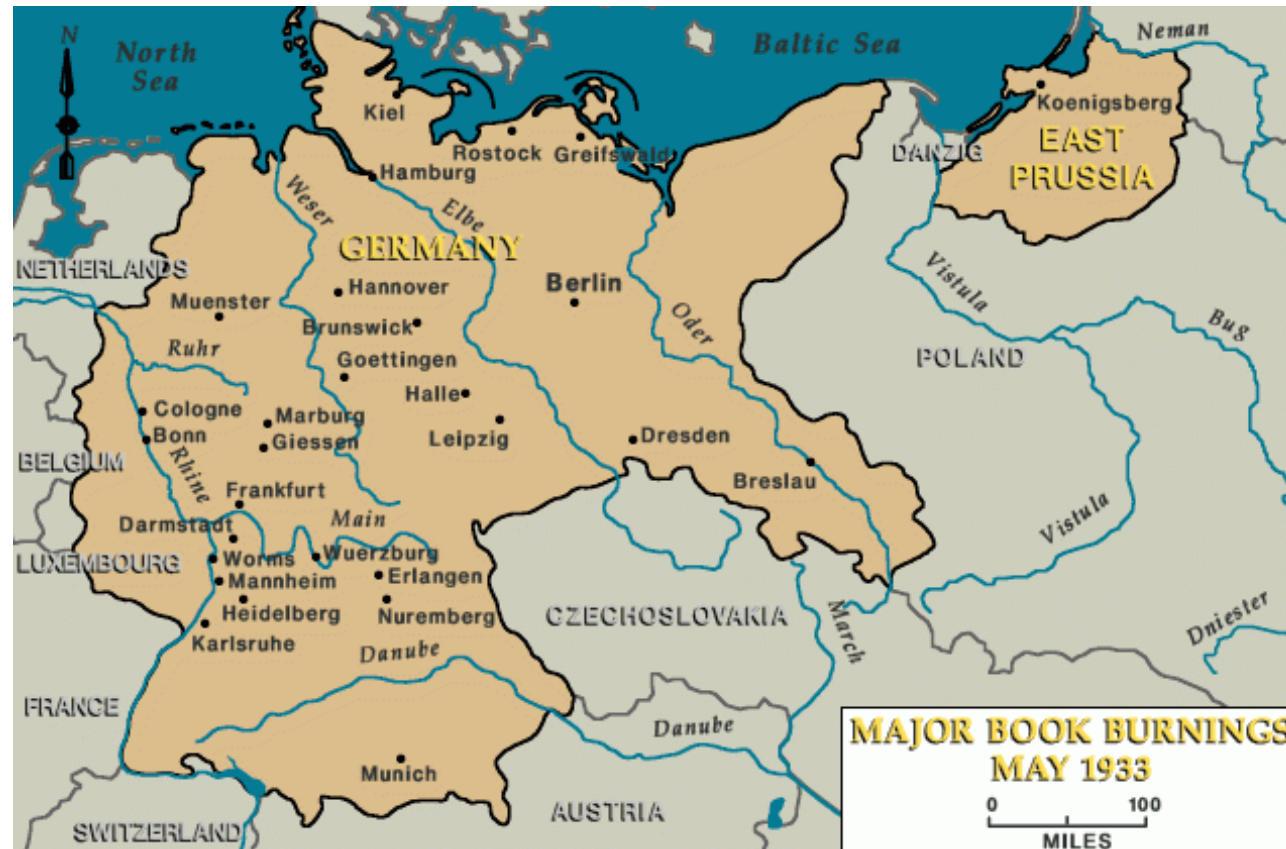 N
North
Sea
Baltic Sea
Neman
Kiel
Koenigsberg
Rostock
Greifswald
DANZIG
EAST
PRUSSIA
Hamburg
Weser
Elbe
GERMANY
NETHERLANDS
Hannover
Berlin
Vistula
Muenster
Brunswick
Oder
Bug
Ruhr
Goettingen
POLAND
Halle
Cologne
Marburg
Leipzig
Dresden
Bonn
Giessen
BELGIUM
Rhine
Breslau
Frankfurt
Main
Vistula
Darmstadt
LUXEMBOURG
Worms
Wuerzburg
Mannheim
Erlangen
Heidelberg
Nuremberg
CZECHOSLOVAKIA
March
Dniester
Karlsruhe
Danube
FRANCE
Danube
MAJOR BOOK BURNINGS
MAY 1933
Munich
AUSTRIA
0 100
SWITZERLAND
MILES